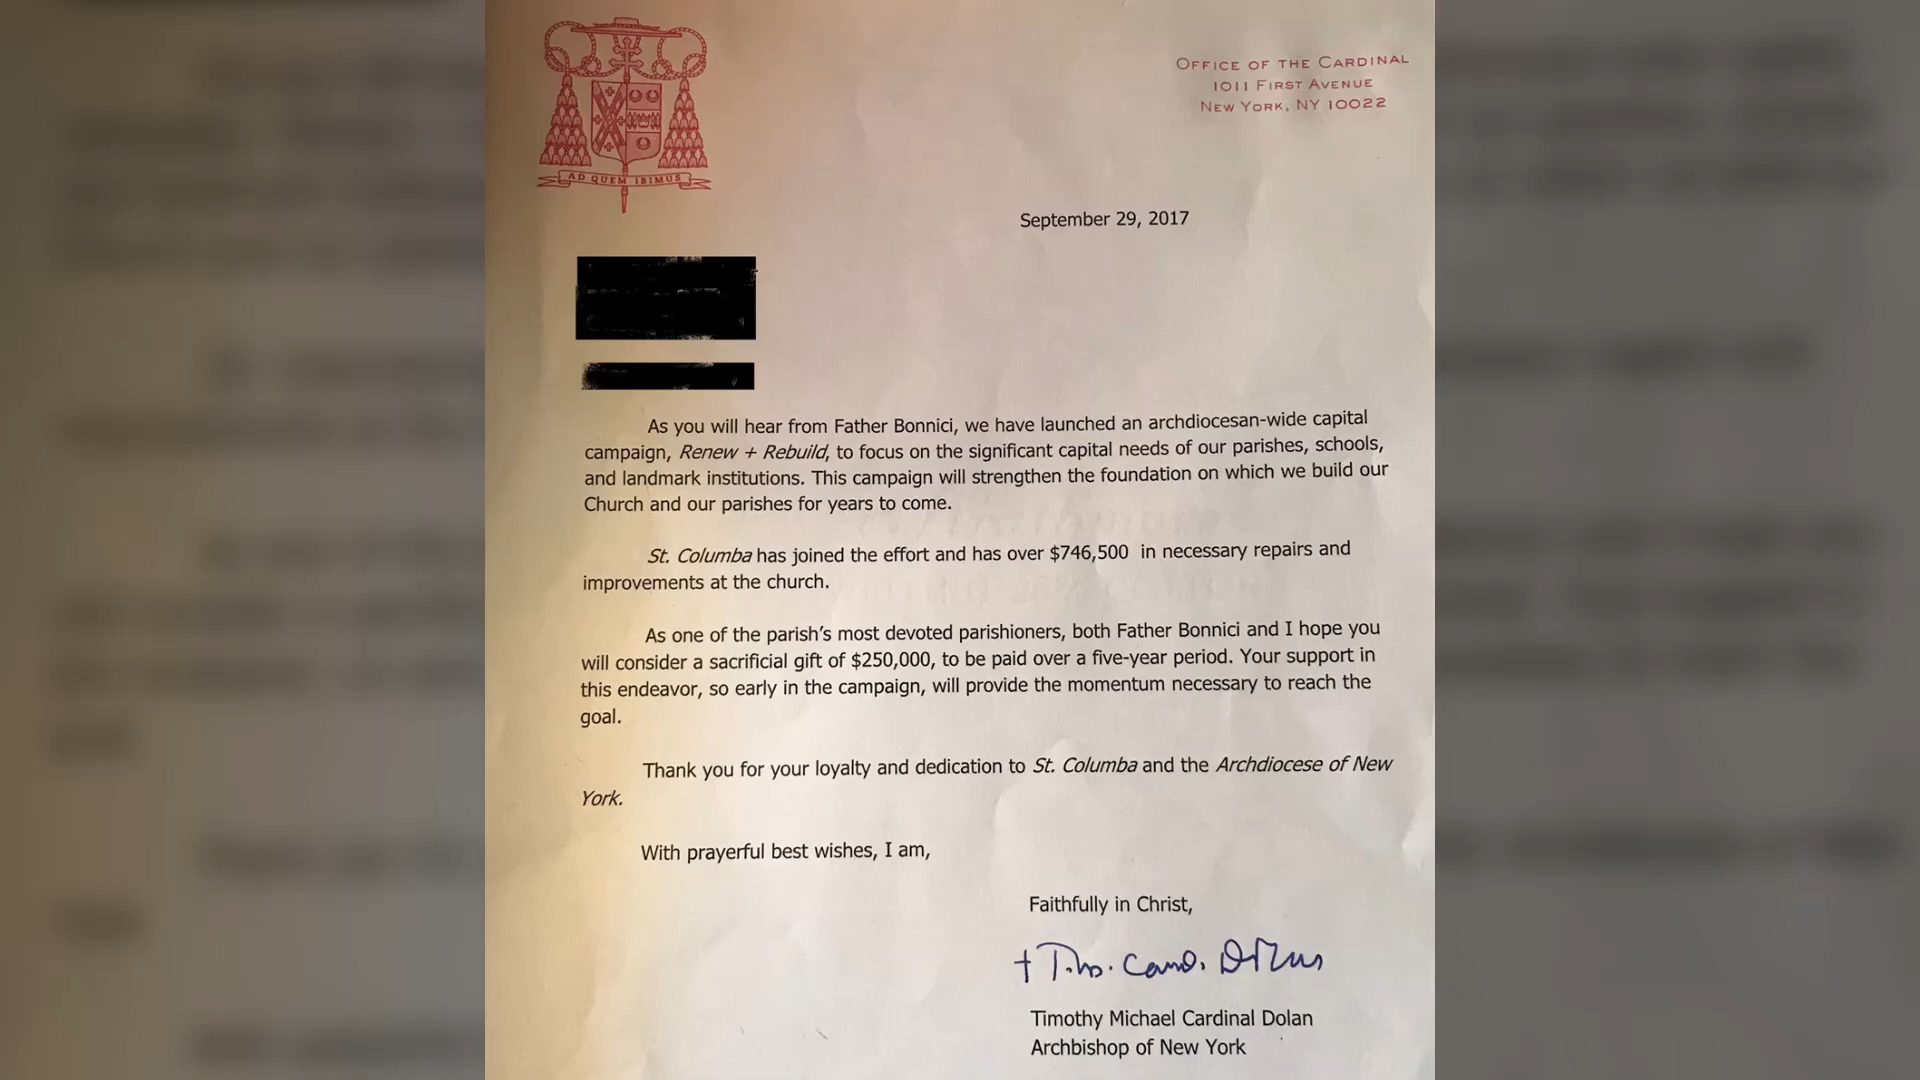 AD QUEM IBIMUS
OFFICE OF THE CARDINAL
1011 FIRST AVENUE
NEW YORK, NY 10022
September 29, 2017
As you will hear from Father Bonnici, we have launched an archdiocesan-wide capital
campaign, Renew + Rebuild, to focus on the significant capital needs of our parishes, schools,
and landmark institutions. This campaign will strengthen the foundation on which we build our
Church and our parishes for years to come.
St. Columba has joined the effort and has over $746,500 in necessary repairs and
improvements at the church.
As one of the parish's most devoted parishioners, both Father Bonnici and I hope you
will consider a sacrificial gift of $250,000, to be paid over a five-year period. Your support in
this endeavor, so early in the campaign, will provide the momentum necessary to reach the
goal.
Thank you for your loyalty and dedication to St. Columba and the Archdiocese of New
York.
With prayerful best wishes, I am,
Faithfully in Christ,
Timothy Michael Cardinal Dolan
Archbishop of New York